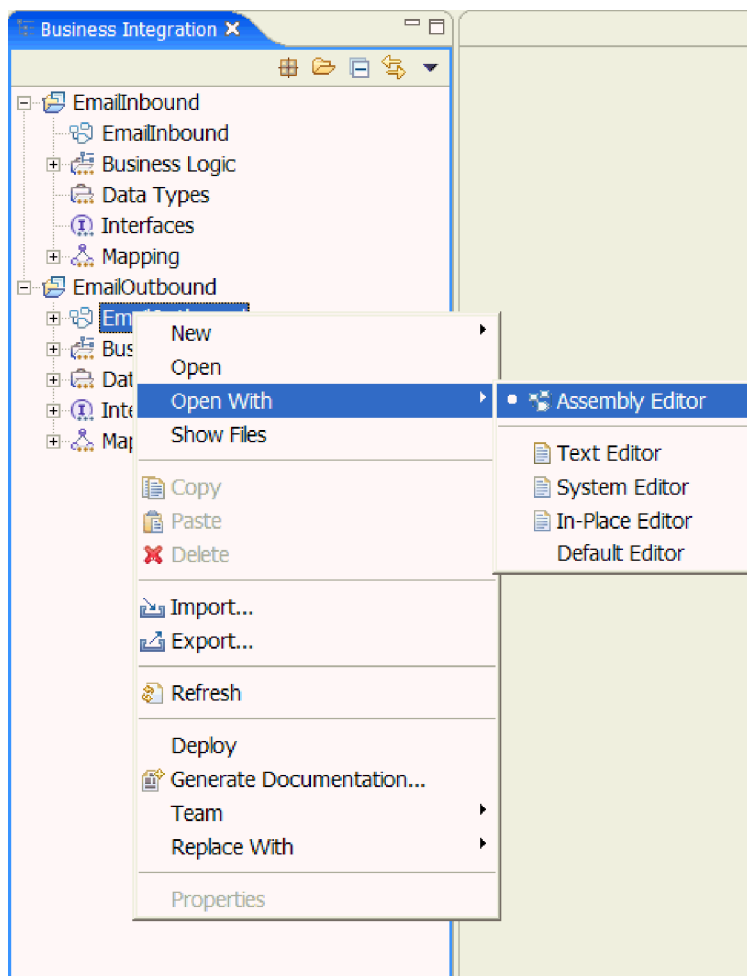 Business Integration
EmailInbound
EmailInbound
Business Logic
Data Types
Interfaces
Mapping
EmailOutbound
New
Open
Open With
Assembly Editor
Show Files
Text Editor
Copy
System Editor
Paste
In-Place Editor
Delete
Default Editor
Import...
Export...
Refresh
Deploy
Generate Documentation...
Team
Replace With
Properties